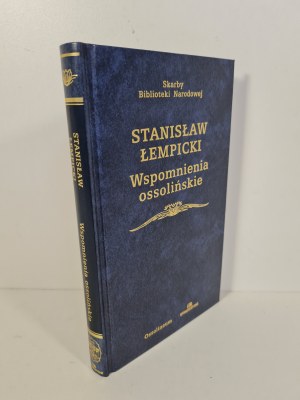 Skarby
Biblioteki Narodowej
STANISŁAW
ŁEMPICKI
Wspomnienia
ossolińskie
Ossolineum
STANISŁAW
ŁEMPICKI
Wspomnienia ossolińskie